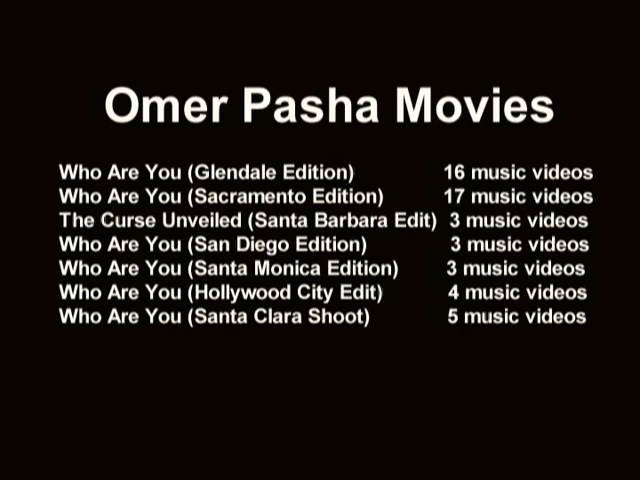 Omer Pasha Movies
Who Are You (Glendale Edition) 16 music videos
Who Are You (Sacramento Edition) 17 music videos
The Curse Unveiled (Santa Barbara Edit) 3 music videos
Who Are You (San Diego Edition) 3 music videos
Who Are You (Santa Monica Edition) 3 music videos
Who Are You (Hollywood City Edit) 4 music videos
Who Are You (Santa Clara Shoot) 5 music videos